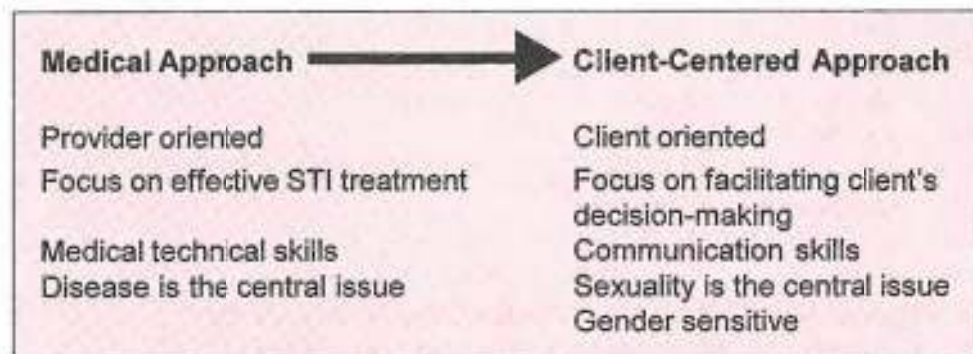 Medical Approach
Provider oriented
Focus on effective STI treatment
Medical technical skills
Disease is the central issue
Client-Centered Approach
Client oriented
Focus on facilitating client's
decision-making
Communication skills
Sexuality is the central issue
Gender sensitive